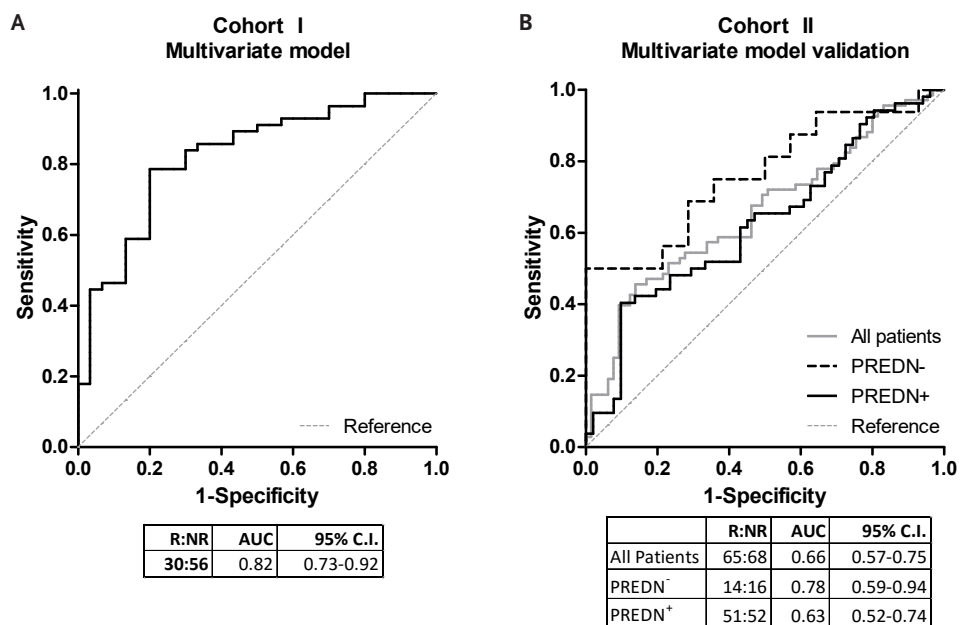 A
Cohort I
Multivariate model
1.0
0.8
0.6
0.4
0.2
0.0
Sensitivity
Reference
0.0 0.2 0.4 0.6 0.8 1.0
1-Specificity
R:NR AUC 95% C.I.
30:56 0.82 0.73-0.92
B
Cohort II
Multivariate model validation
1.0
0.8
0.6
0.4
0.2
0.0
Sensitivity
All patients
PREDN-
PREDN+
Reference
0.0 0.2 0.4 0.6 0.8 1.0
1-Specificity
R:NR AUC 95% C.I.
All Patients 65:68 0.66 0.57-0.75
PREDN⁻ 14:16 0.78 0.59-0.94
PREDN⁺ 51:52 0.63 0.52-0.74